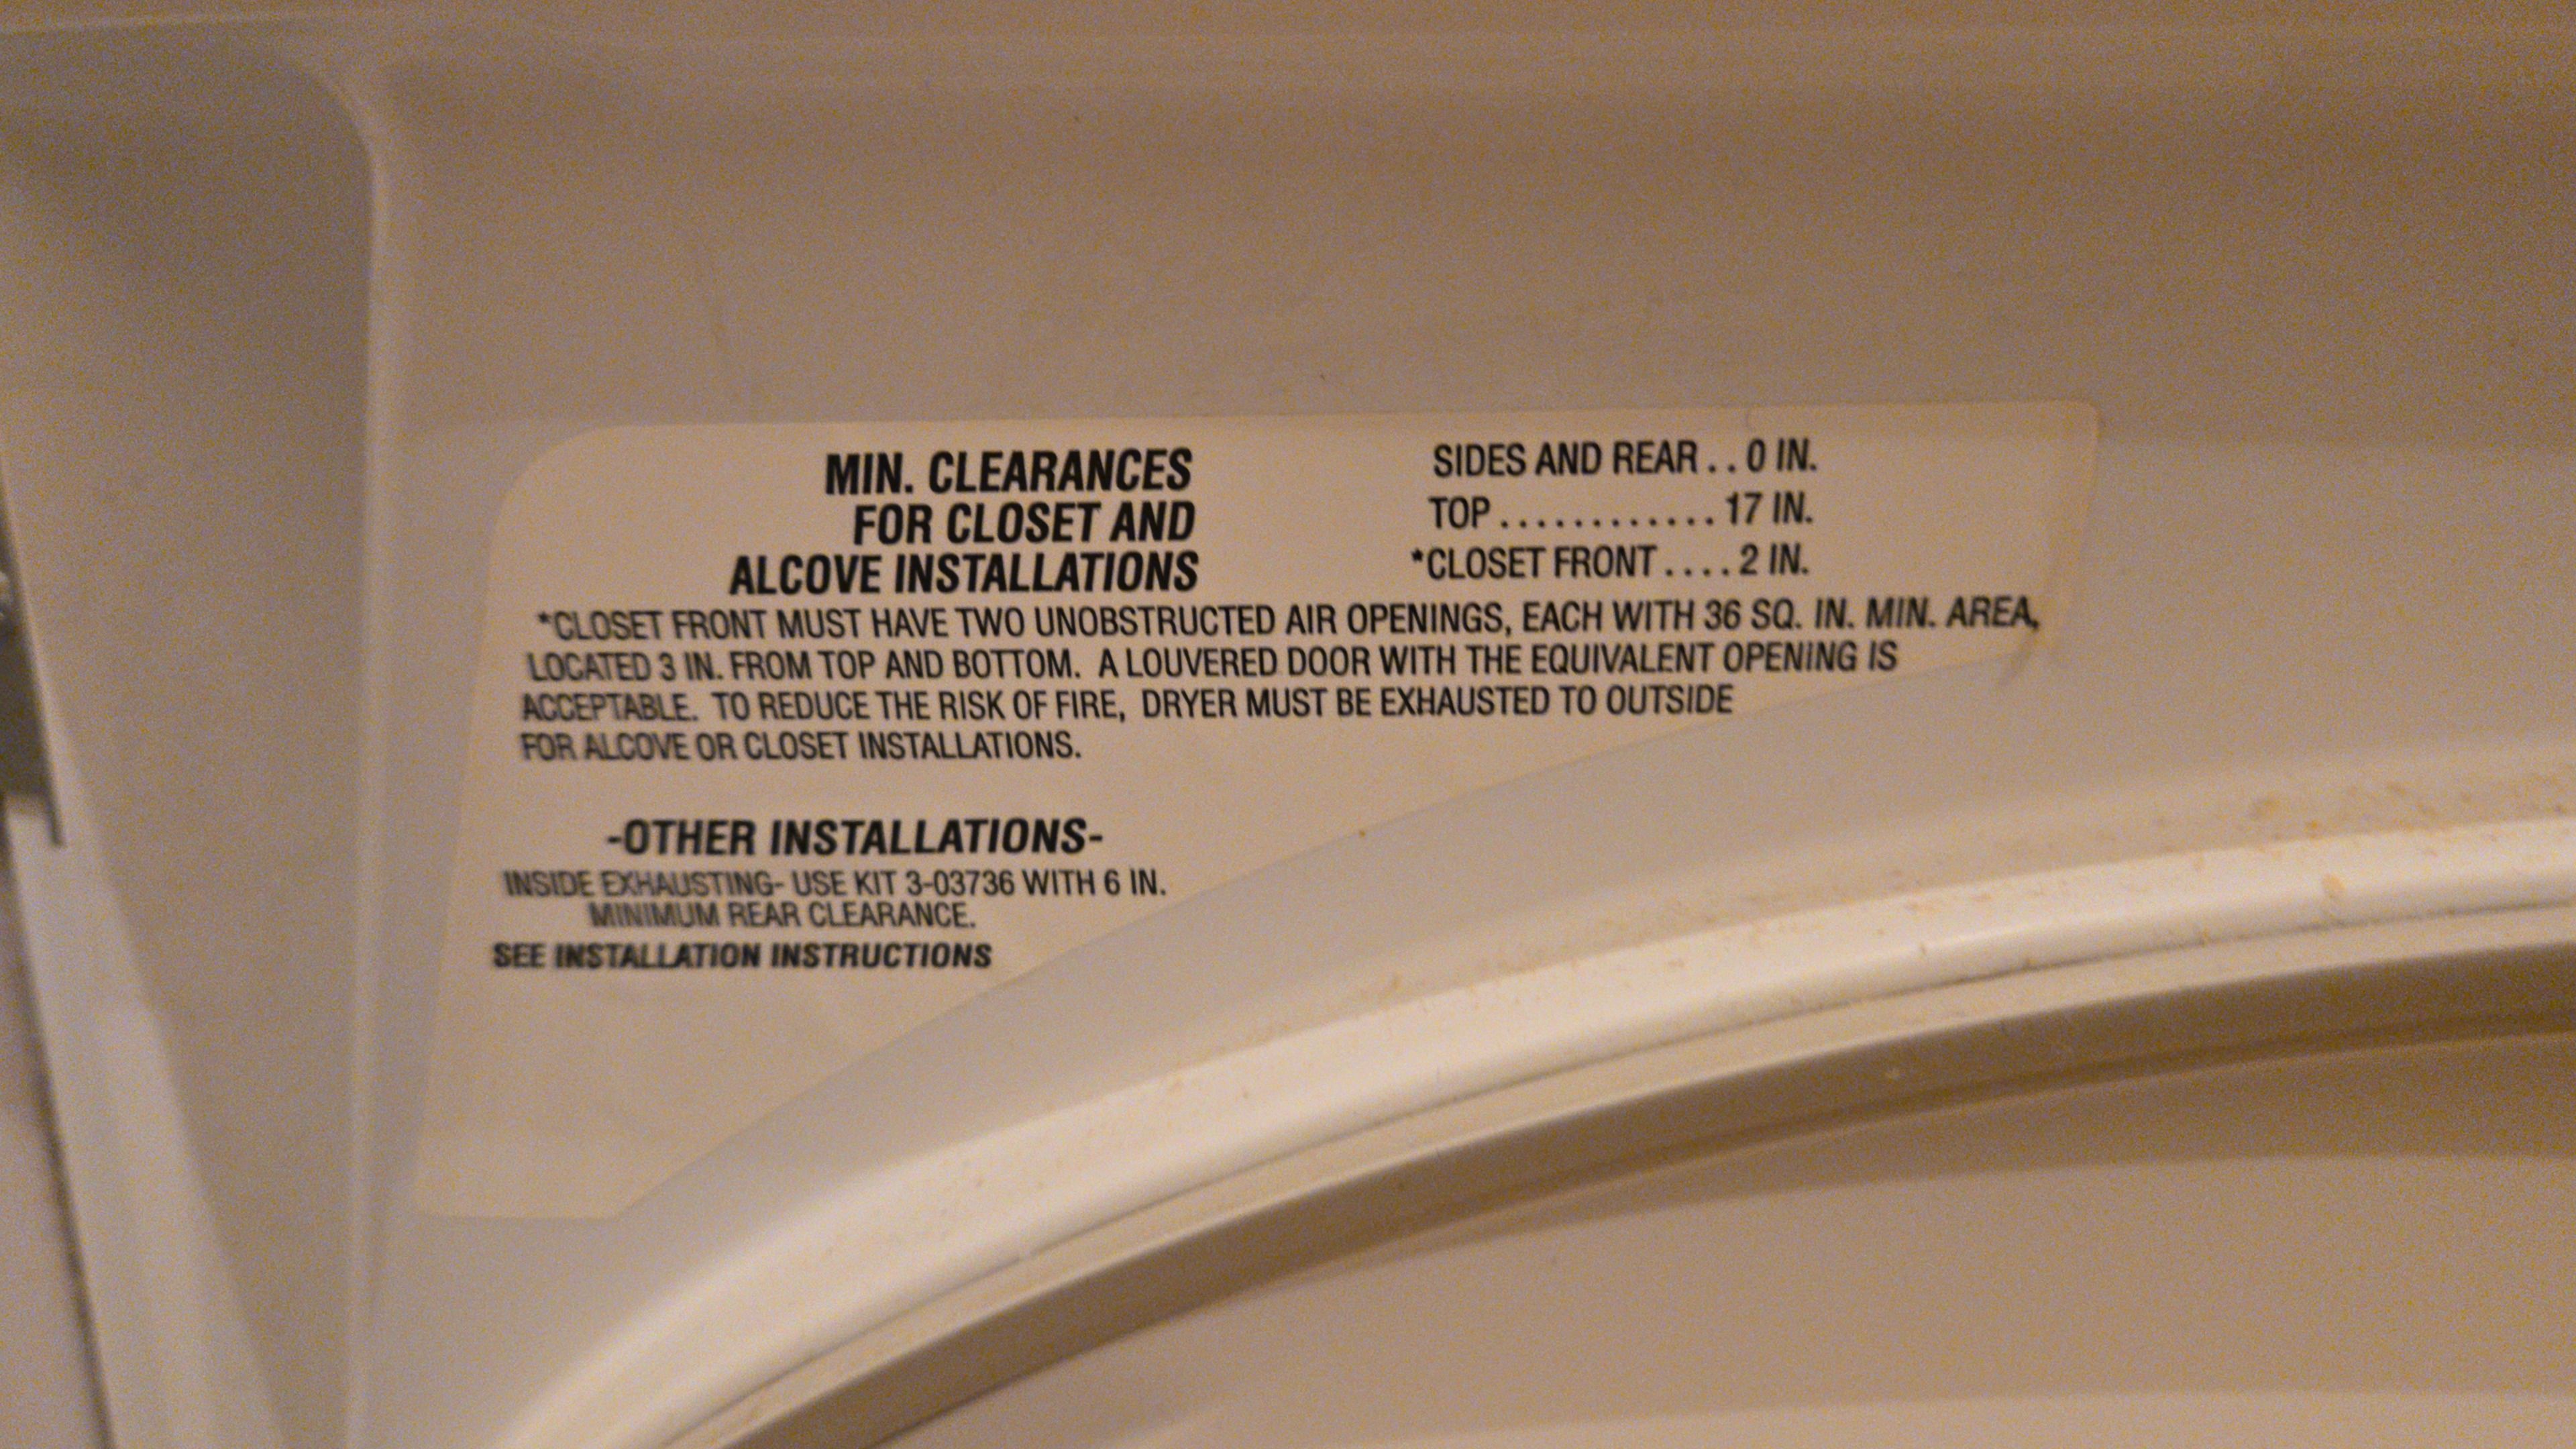 MIN. CLEARANCES
FOR CLOSET AND
ALCOVE INSTALLATIONS
SIDES AND REAR . . 0 IN.
TOP . . . . . . . . . . . . 17 IN.
*CLOSET FRONT . . . . 2 IN.
*CLOSET FRONT MUST HAVE TWO UNOBSTRUCTED AIR OPENINGS, EACH WITH 36 SQ. IN. MIN. AREA,
LOCATED 3 IN. FROM TOP AND BOTTOM. A LOUVERED DOOR WITH THE EQUIVALENT OPENING IS
ACCEPTABLE. TO REDUCE THE RISK OF FIRE, DRYER MUST BE EXHAUSTED TO OUTSIDE
FOR ALCOVE OR CLOSET INSTALLATIONS.
-OTHER INSTALLATIONS-
INSIDE EXHAUSTING- USE KIT 3-03736 WITH 6 IN.
MINIMUM REAR CLEARANCE.
SEE INSTALLATION INSTRUCTIONS